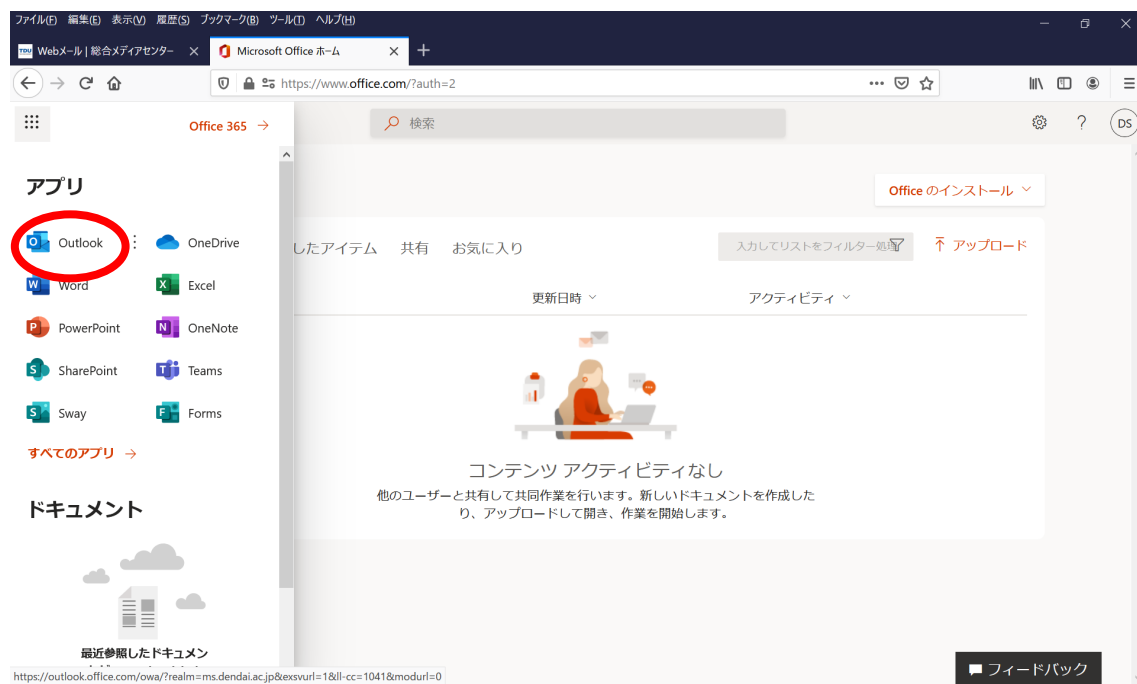 ファイル(F) 編集(E) 表示(V) 履歴(S) ブックマーク(B) ツール(T) ヘルプ(H)
TDU Webメール | 総合メディアセンター
Microsoft Office ホーム
https://www.office.com/?auth=2
Office 365 →
検索
DS
アプリ
Office のインストール
Outlook
OneDrive
したアイテム 共有 お気に入り
入力してリストをフィルター処理
アップロード
Word
Excel
更新日時
アクティビティ
PowerPoint
OneNote
SharePoint
Teams
Sway
Forms
すべてのアプリ →
コンテンツ アクティビティなし
他のユーザーと共有して共同作業を行います。新しいドキュメントを作成した
り、アップロードして開き、作業を開始します。
ドキュメント
最近参照したドキュメン
https://outlook.office.com/owa/?realm=ms.dendai.ac.jp&exsvurl=1&ll-cc=1041&modurl=0
フィードバック